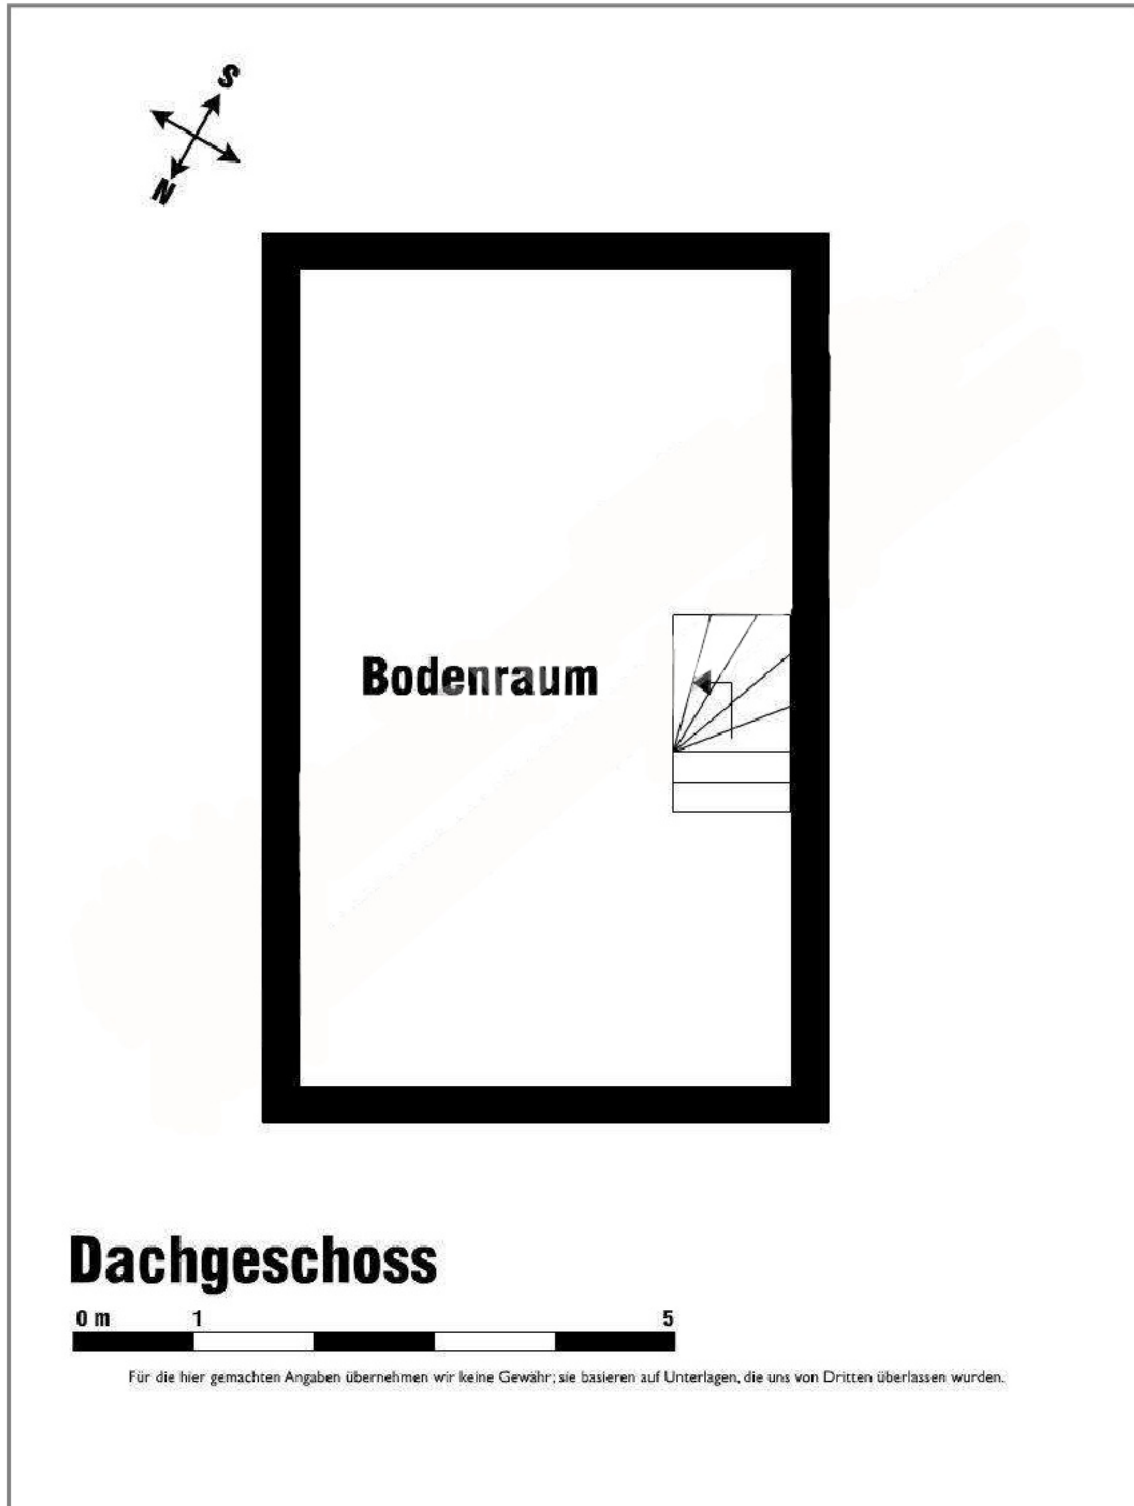 S
N
Bodenraum
Dachgeschoss
0 m 1 5
Für die hier gemachten Angaben übernehmen wir keine Gewähr; sie basieren auf Unterlagen, die uns von Dritten überlassen wurden.